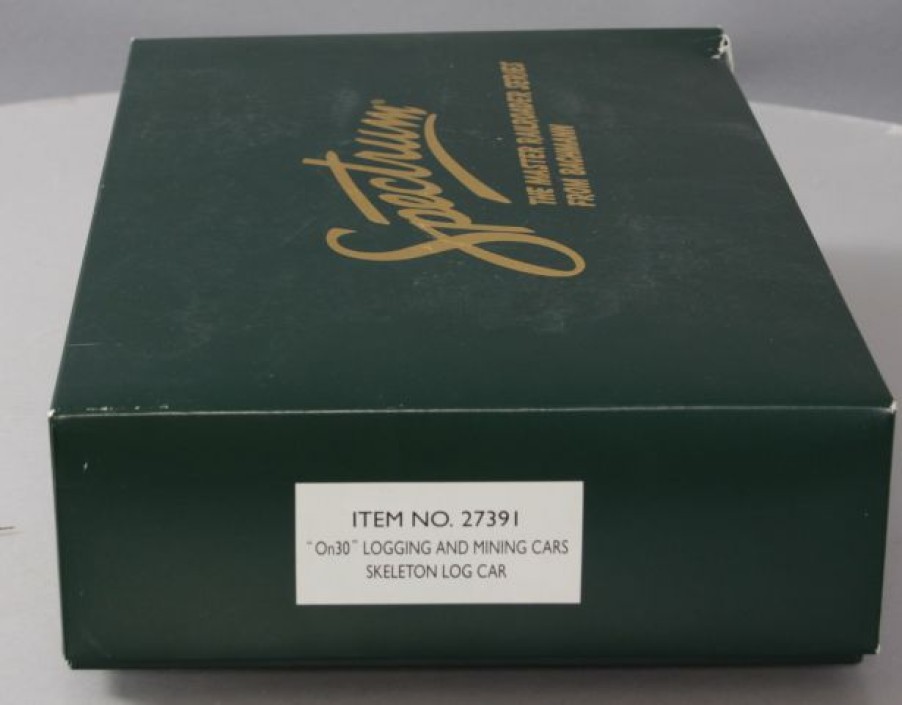 Spectrum
THE MASTER RAILROADER SERIES
FROM BACHMANN
ITEM NO. 27391
"On30" LOGGING AND MINING CARS
SKELETON LOG CAR